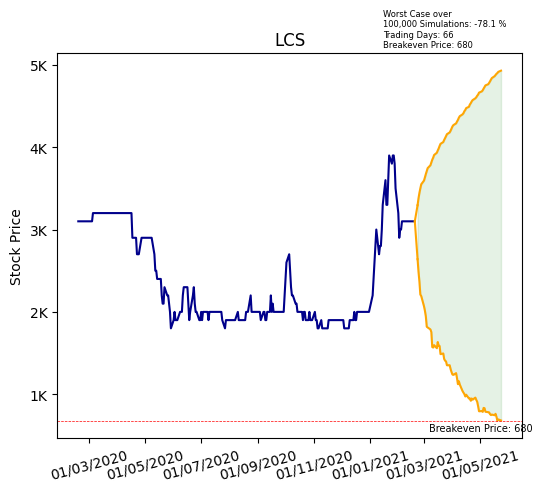 Worst Case over
100,000 Simulations: -78.1 %
Trading Days: 66
Breakeven Price: 680
LCS
5K
4K
3K
2K
1K
Stock Price
Breakeven Price: 680
01/03/2020
01/05/2020
01/07/2020
01/09/2020
01/11/2020
01/01/2021
01/03/2021
01/05/2021